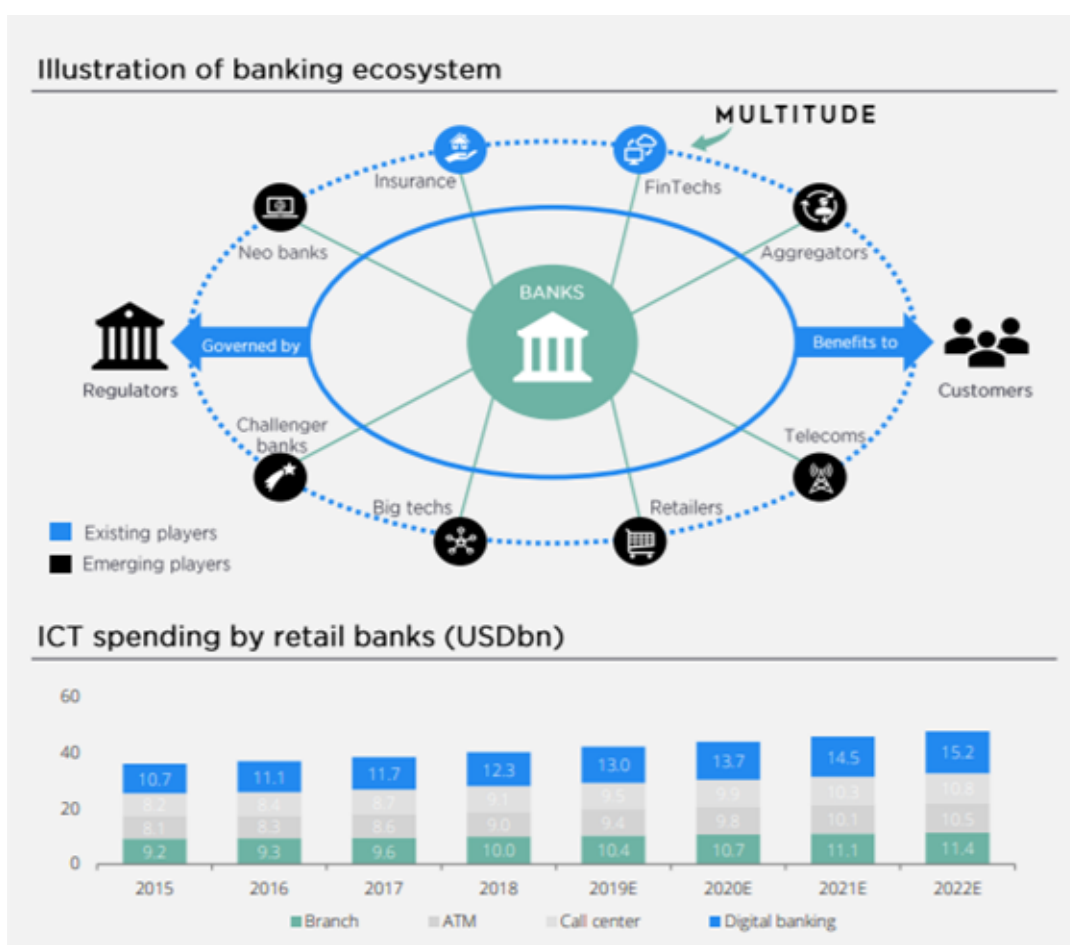 Illustration of banking ecosystem
MULTITUDE
Insurance
FinTechs
Neo banks
Aggregators
BANKS
Governed by
Benefits to
Regulators
Customers
Challenger
banks
Telecoms
Big techs
Retailers
Existing players
Emerging players
ICT spending by retail banks (USDbn)
60
40
20
0
10.7 11.1 11.7 12.3 13.0 13.7 14.5 15.2
8.2 8.4 8.7 9.1 9.5 9.9 10.3 10.8
8.1 8.3 8.6 9.0 9.4 9.8 10.1 10.5
9.2 9.3 9.6 10.0 10.4 10.7 11.1 11.4
2015 2016 2017 2018 2019E 2020E 2021E 2022E
Branch ATM Call center Digital banking